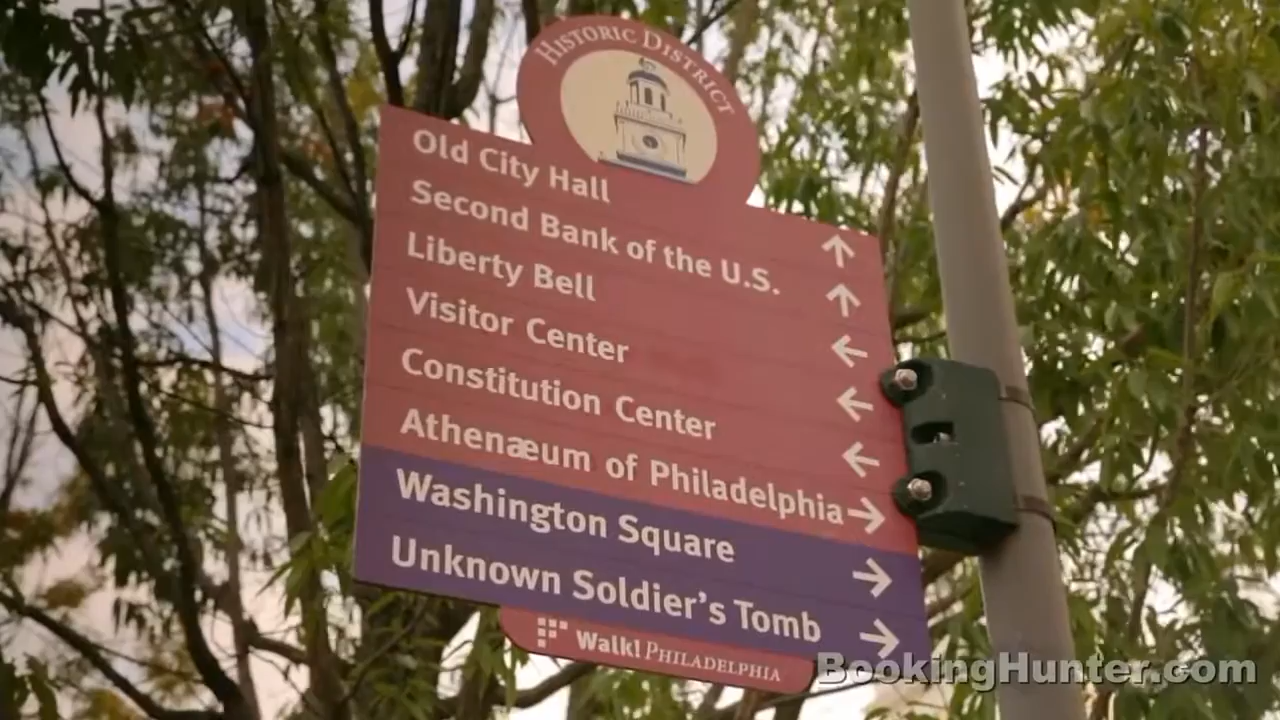 HISTORIC DISTRICT
Old City Hall
Second Bank of the U.S.
Liberty Bell
Visitor Center
Constitution Center
Athenæum of Philadelphia
Washington Square
Unknown Soldier's Tomb
Walk! PHILADELPHIA
BookingHunter.com